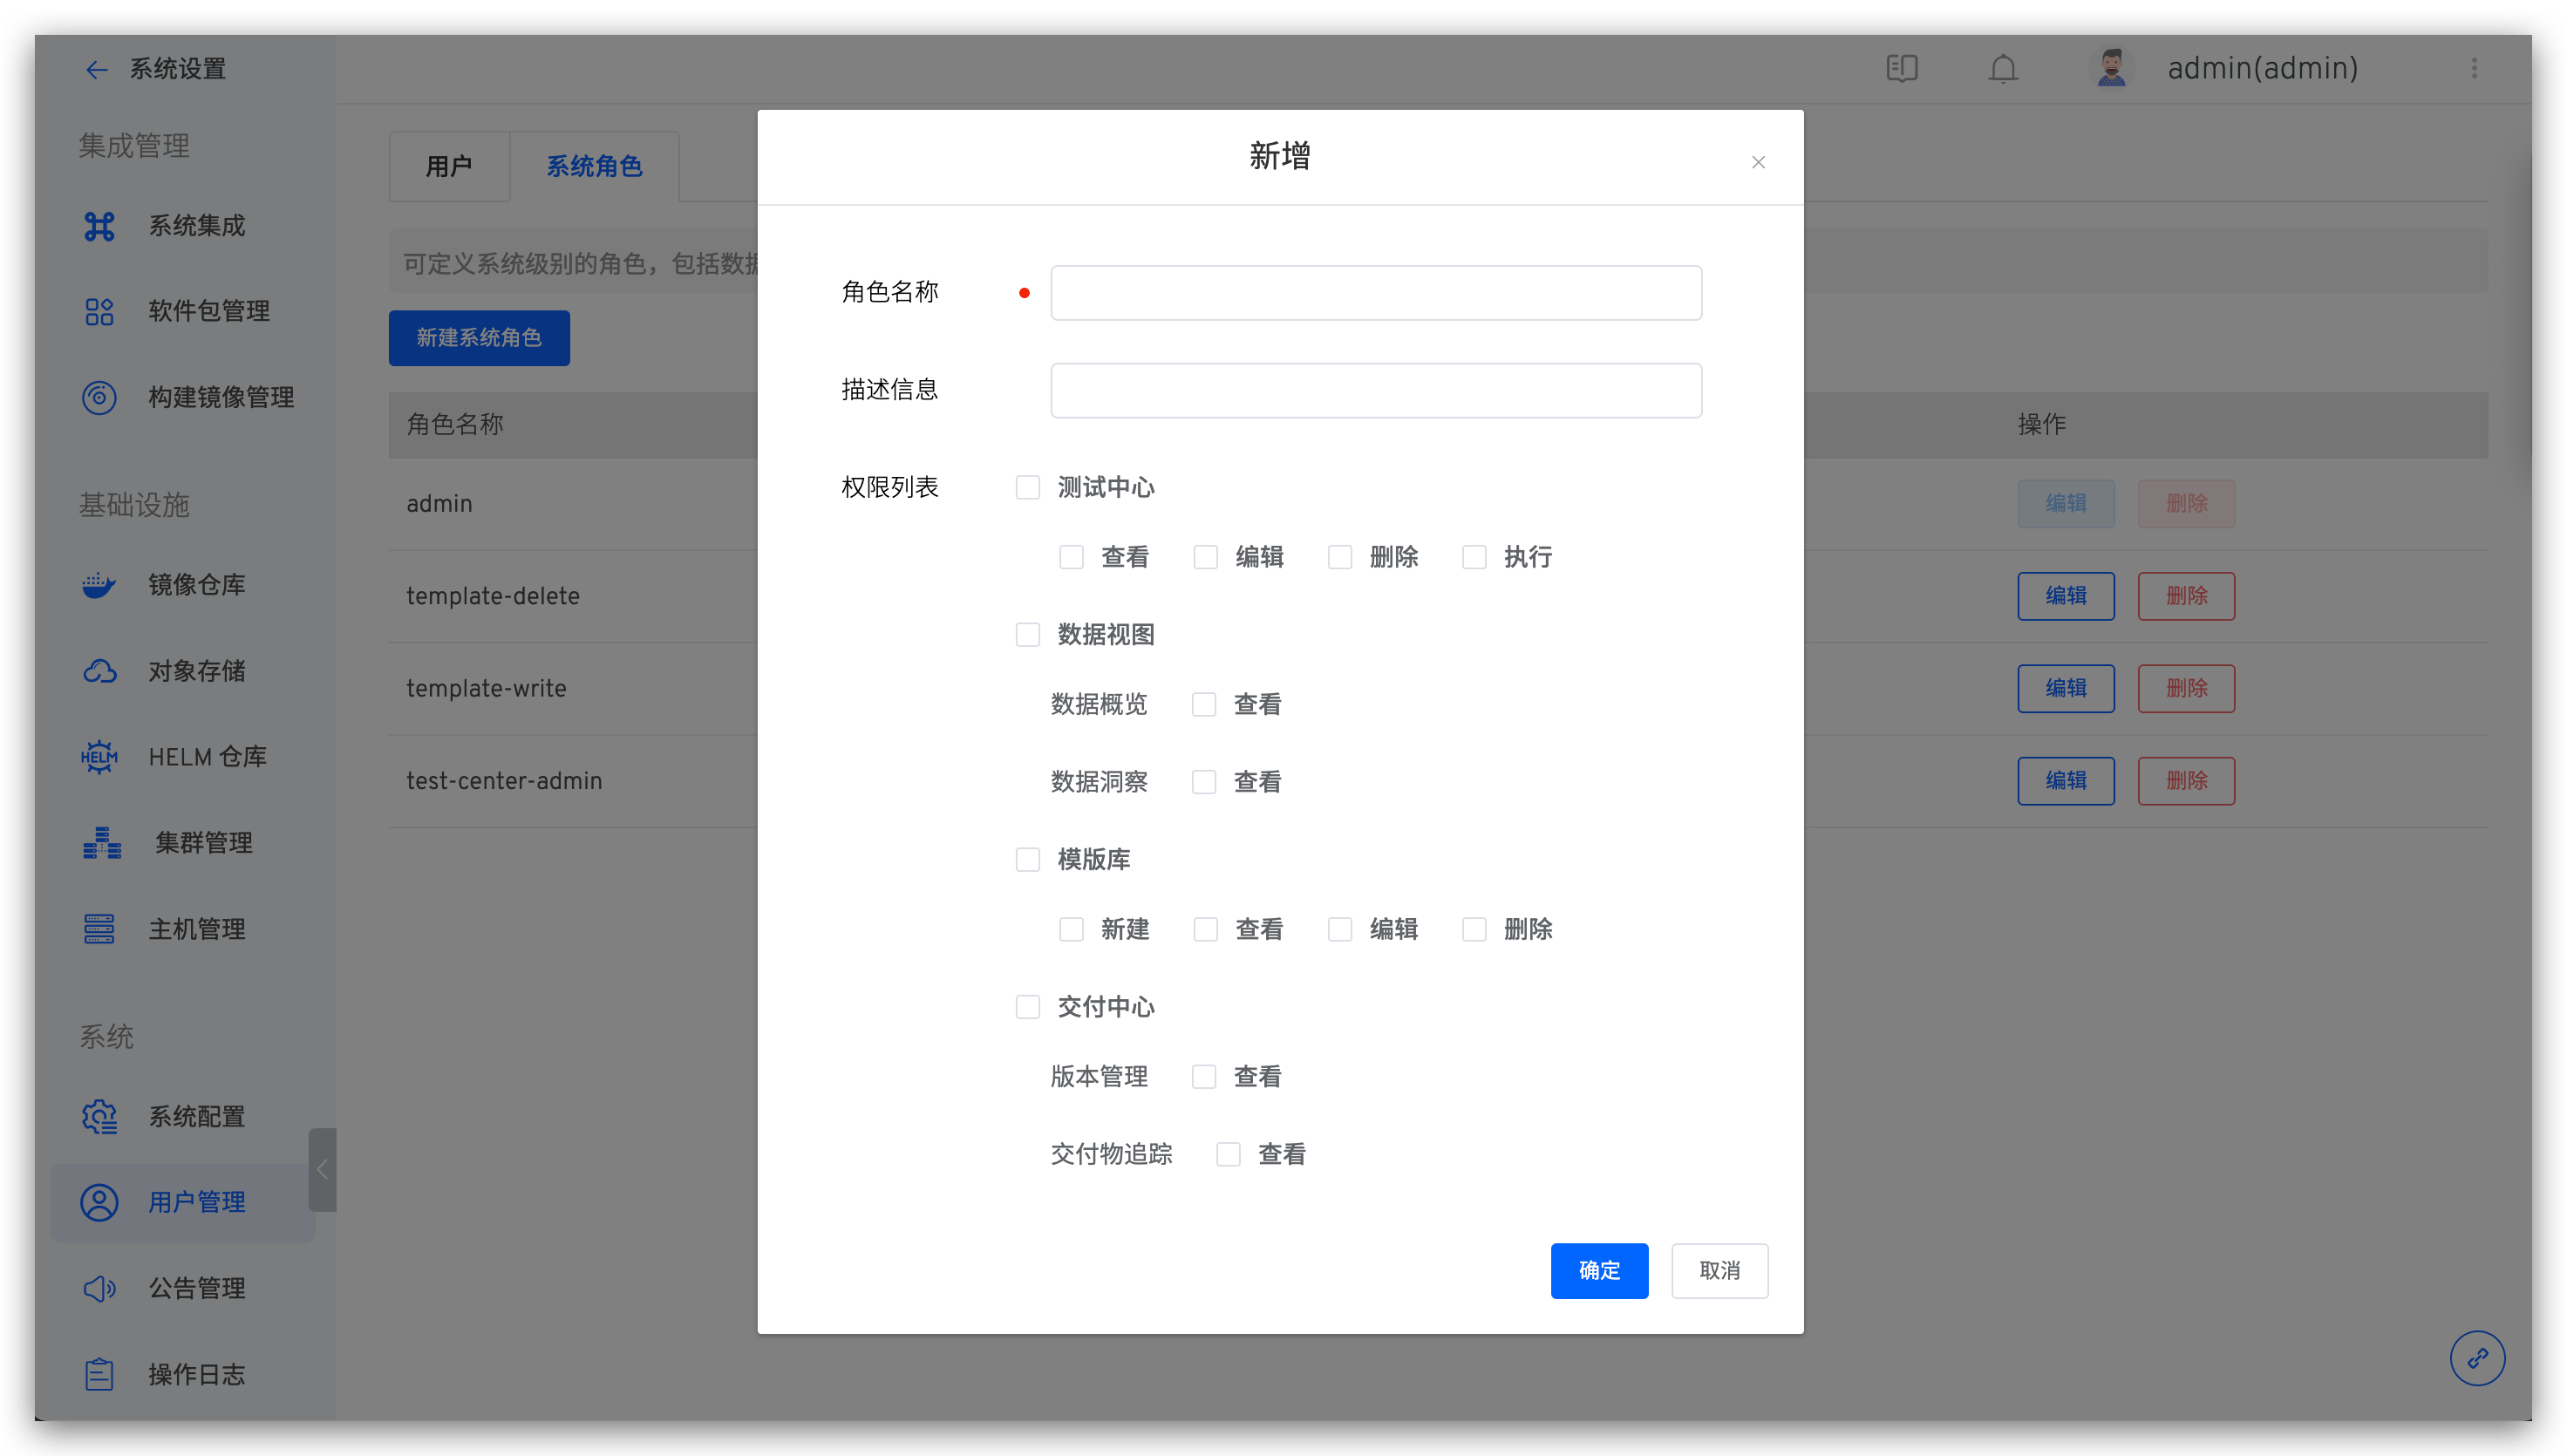 系统设置
admin(admin)
集成管理
系统集成
软件包管理
构建镜像管理
基础设施
镜像仓库
对象存储
HELM 仓库
集群管理
主机管理
系统
系统配置
用户管理
公告管理
操作日志
用户
系统角色
可定义系统级别的角色，包括数
新建系统角色
角色名称
操作
admin
编辑
删除
template-delete
编辑
删除
template-write
编辑
删除
test-center-admin
编辑
删除
新增
角色名称
描述信息
权限列表
测试中心
查看 编辑 删除 执行
数据视图
数据概览 查看
数据洞察 查看
模版库
新建 查看 编辑 删除
交付中心
版本管理 查看
交付物追踪 查看
确定
取消